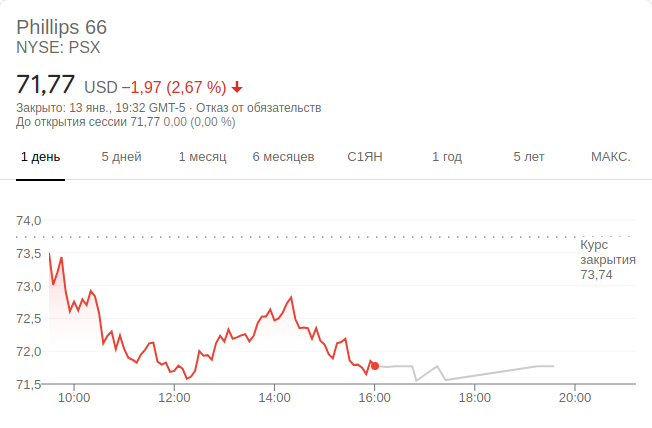 Phillips 66
NYSE: PSX
71,77 USD −1,97 (2,67 %)
Закрыто: 13 янв., 19:32 GMT-5 · Отказ от обязательств
До открытия сессии 71,77 0,00 (0,00 %)
1 день 5 дней 1 месяц 6 месяцев С1ЯН 1 год 5 лет МАКС.
74,0
73,5
73,0
72,5
72,0
71,5
Курс
закрытия
73,74
10:00 12:00 14:00 16:00 18:00 20:00